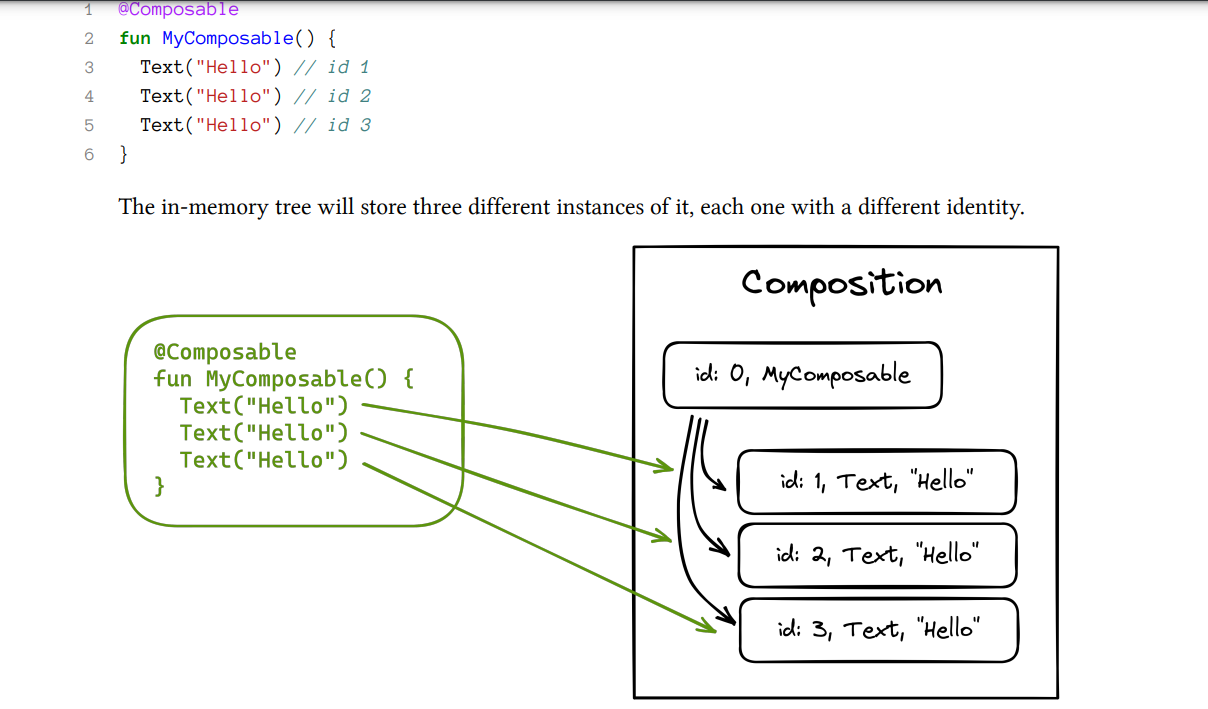 1 @Composable
2 fun MyComposable() {
3 Text("Hello") // id 1
4 Text("Hello") // id 2
5 Text("Hello") // id 3
6 }
The in-memory tree will store three different instances of it, each one with a different identity.
@Composable
fun MyComposable() {
Text("Hello")
Text("Hello")
Text("Hello")
}
Composition
id: 0, MyComposable
id: 1, Text, "Hello"
id: 2, Text, "Hello"
id: 3, Text, "Hello"